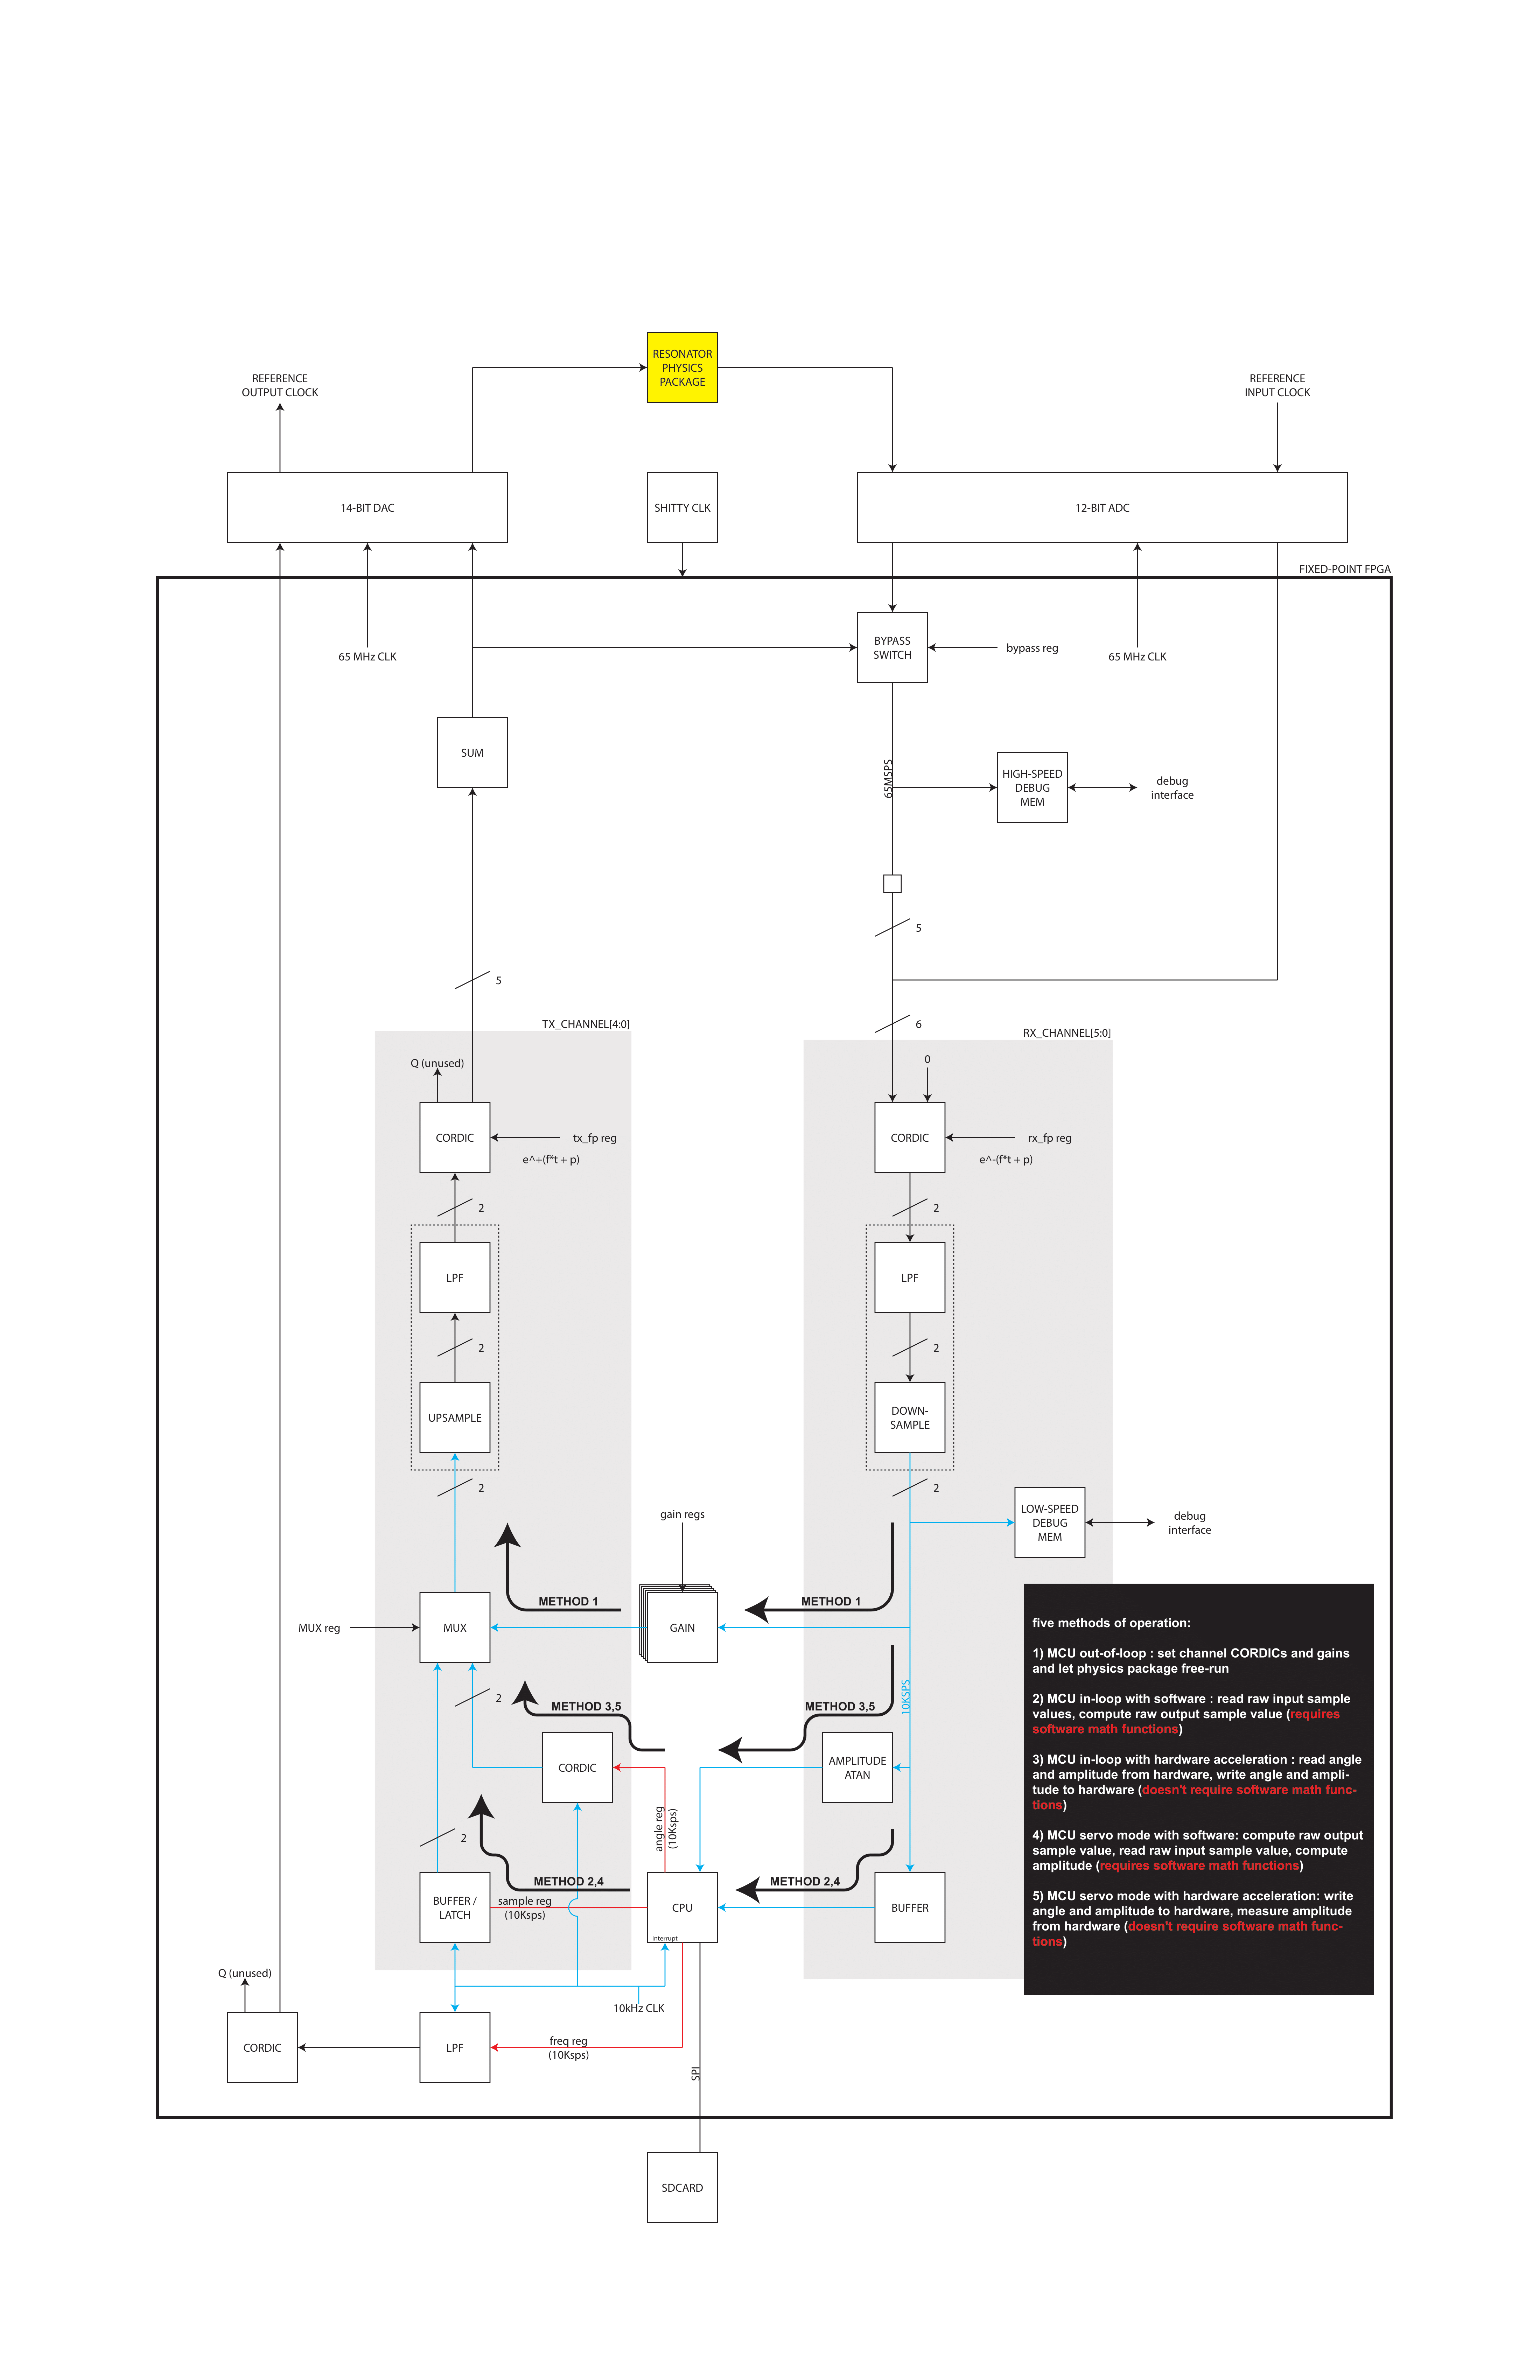 RESONATOR
PHYSICS
PACKAGE
REFERENCE
OUTPUT CLOCK
REFERENCE
INPUT CLOCK
14-BIT DAC
SHITTY CLK
12-BIT ADC
FIXED-POINT FPGA
65 MHz CLK
BYPASS
SWITCH
bypass reg
65 MHz CLK
SUM
65MSPS
HIGH-SPEED
DEBUG
MEM
debug
interface
5
5
TX_CHANNEL[4:0]
6
RX_CHANNEL[5:0]
Q (unused)
0
CORDIC
tx_fp reg
e^+(f*t + p)
CORDIC
rx_fp reg
e^-(f*t + p)
2
2
LPF
LPF
2
2
UPSAMPLE
DOWN-
SAMPLE
2
2
gain regs
LOW-SPEED
DEBUG
MEM
debug
interface
METHOD 1
METHOD 1
MUX reg
MUX
GAIN
10KSPS
2
METHOD 3,5
METHOD 3,5
CORDIC
AMPLITUDE
ATAN
angle reg
(10Ksps)
2
METHOD 2,4
METHOD 2,4
BUFFER /
LATCH
sample reg
(10Ksps)
CPU
interrupt
BUFFER
five methods of operation:
1) MCU out-of-loop : set channel CORDICs and gains
and let physics package free-run
2) MCU in-loop with software : read raw input sample
values, compute raw output sample value (requires
software math functions)
3) MCU in-loop with hardware acceleration : read angle
and amplitude from hardware, write angle and ampli-
tude to hardware (doesn't require software math func-
tions)
4) MCU servo mode with software: compute raw output
sample value, read raw input sample value, compute
amplitude (requires software math functions)
5) MCU servo mode with hardware acceleration: write
angle and amplitude to hardware, measure amplitude
from hardware (doesn't require software math func-
tions)
Q (unused)
10kHz CLK
CORDIC
LPF
freq reg
(10Ksps)
SPI
SDCARD